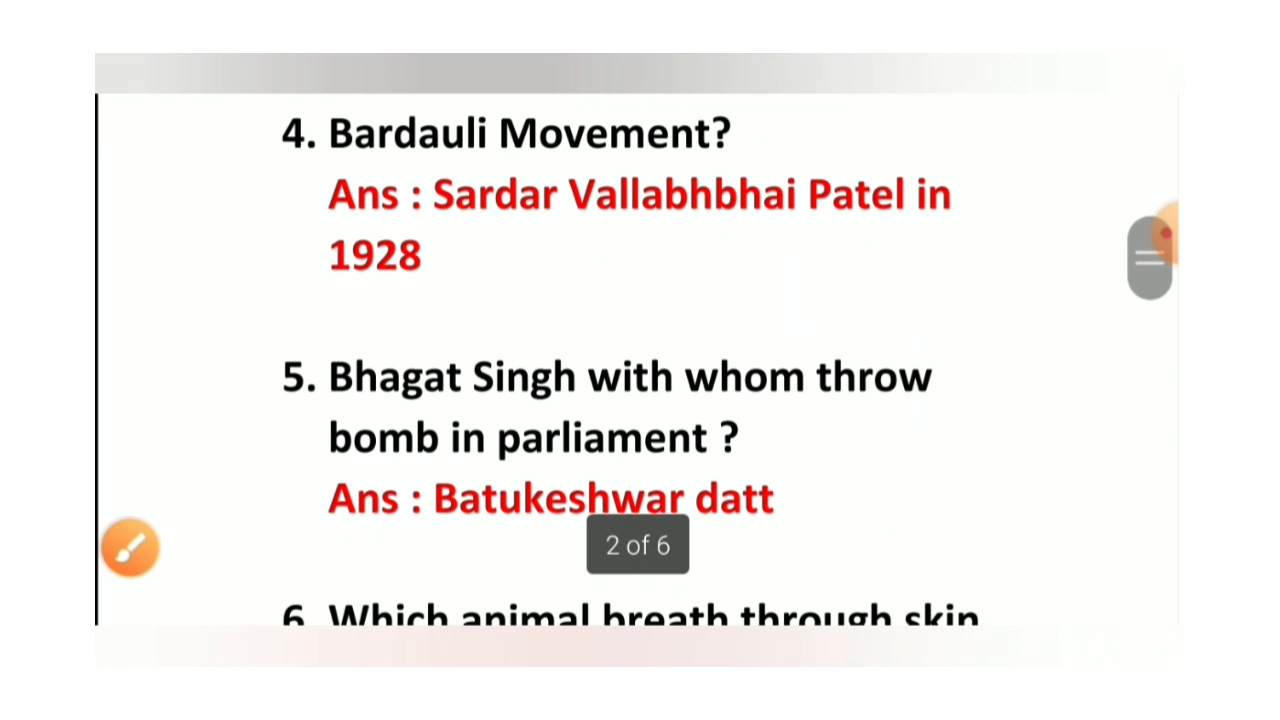 4. Bardauli Movement?
Ans : Sardar Vallabhbhai Patel in
1928
5. Bhagat Singh with whom throw
bomb in parliament ?
Ans : Batukeshwar datt
2 of 6
6. Which animal breath through skin